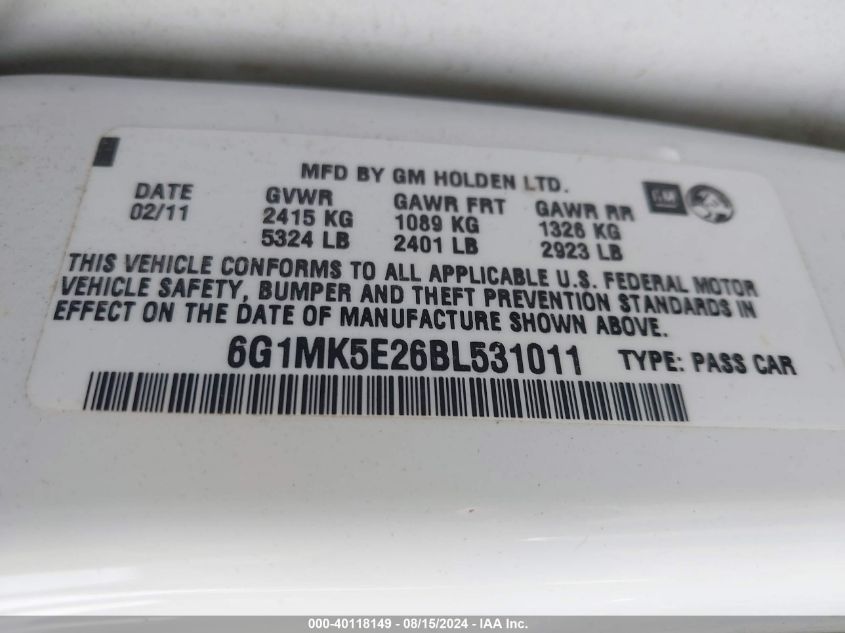 MFD BY GM HOLDEN LTD.
DATE GVWR GAWR FRT GAWR RR GM
02/11 2415 KG 1089 KG 1326 KG
5324 LB 2401 LB 2923 LB
THIS VEHICLE CONFORMS TO ALL APPLICABLE U.S. FEDERAL MOTOR
VEHICLE SAFETY, BUMPER AND THEFT PREVENTION STANDARDS IN
EFFECT ON THE DATE OF MANUFACTURE SHOWN ABOVE.
6G1MK5E26BL531011 TYPE: PASS CAR
000-40118149 - 08/15/2024 - IAA Inc.